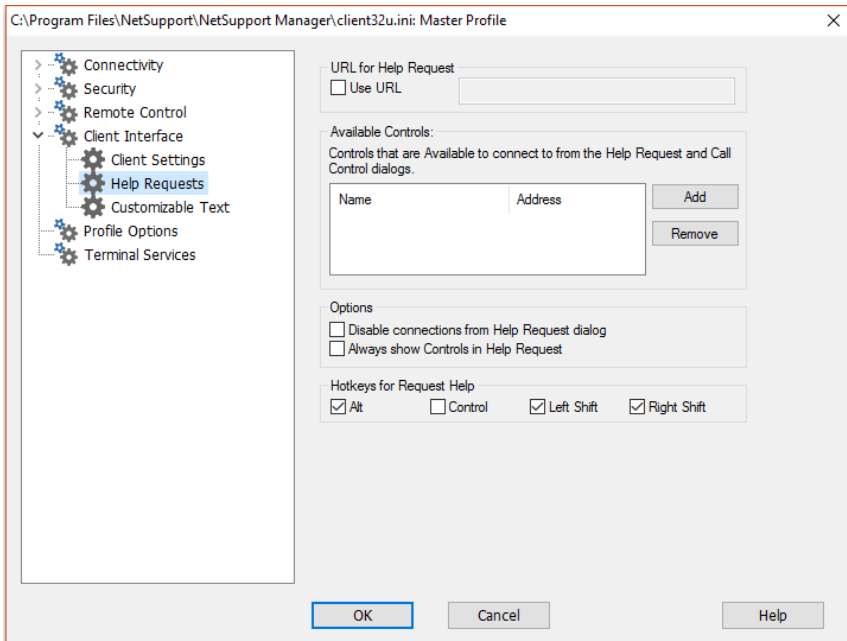 C:\Program Files\NetSupport\NetSupport Manager\client32u.ini: Master Profile
Connectivity
Security
Remote Control
Client Interface
Client Settings
Help Requests
Customizable Text
Profile Options
Terminal Services
URL for Help Request
Use URL
Available Controls:
Controls that are Available to connect to from the Help Request and Call
Control dialogs.
Name Address
Add
Remove
Options
Disable connections from Help Request dialog
Always show Controls in Help Request
Hotkeys for Request Help
Alt Control Left Shift Right Shift
OK Cancel Help